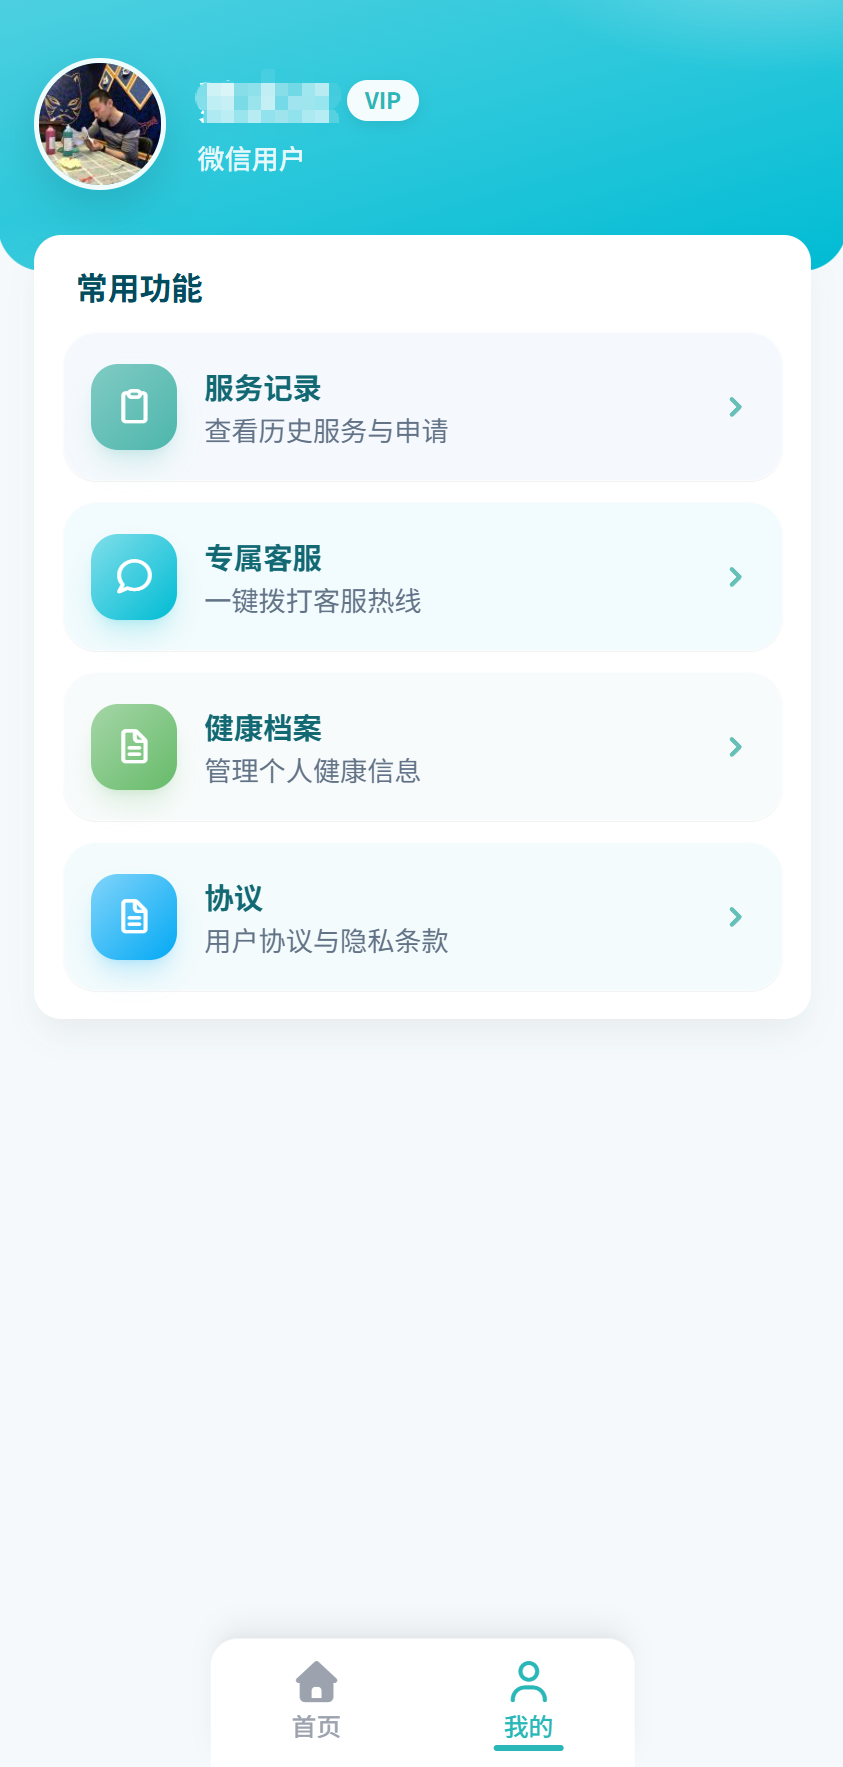 VIP
微信用户
常用功能
服务记录
查看历史服务与申请
专属客服
一键拨打客服热线
健康档案
管理个人健康信息
协议
用户协议与隐私条款
首页
我的